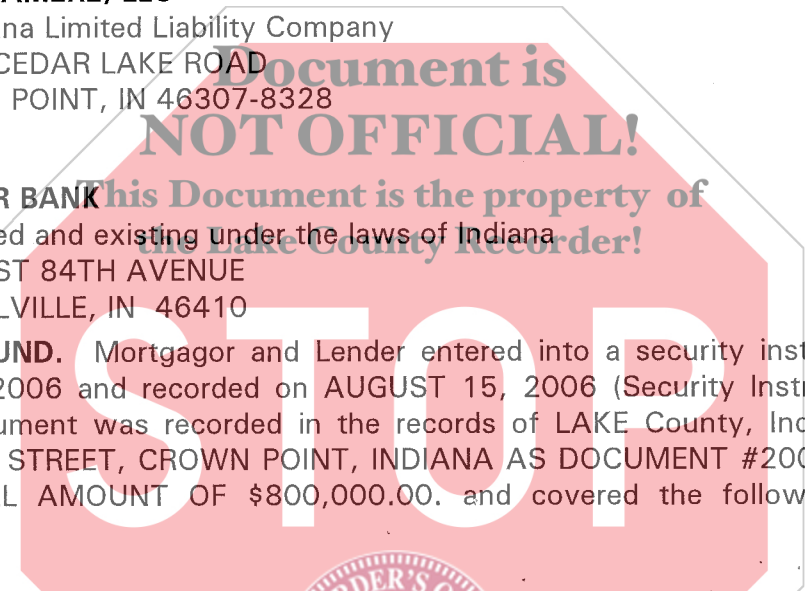 LLC
na Limited Liability Company
CEDAR LAKE ROAD
POINT, IN 46307-8328
Document is
NOT OFFICIAL!
This Document is the property of
the Lake County Recorder!
R BANK
ed and existing under the laws of Indiana
ST 84TH AVENUE
LVILLE, IN 46410
UND. Mortgagor and Lender entered into a security inst
2006 and recorded on AUGUST 15, 2006 (Security Instr
ument was recorded in the records of LAKE County, Ind
STREET, CROWN POINT, INDIANA AS DOCUMENT #200
L AMOUNT OF $800,000.00. and covered the follow
STOP
RDER'S